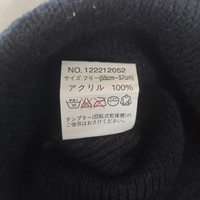 NO. 122212052
サイズ フリー(55cm~57cm)
アクリル 100%
タンブラー(回転式乾燥機)の
ご使用はお避けください